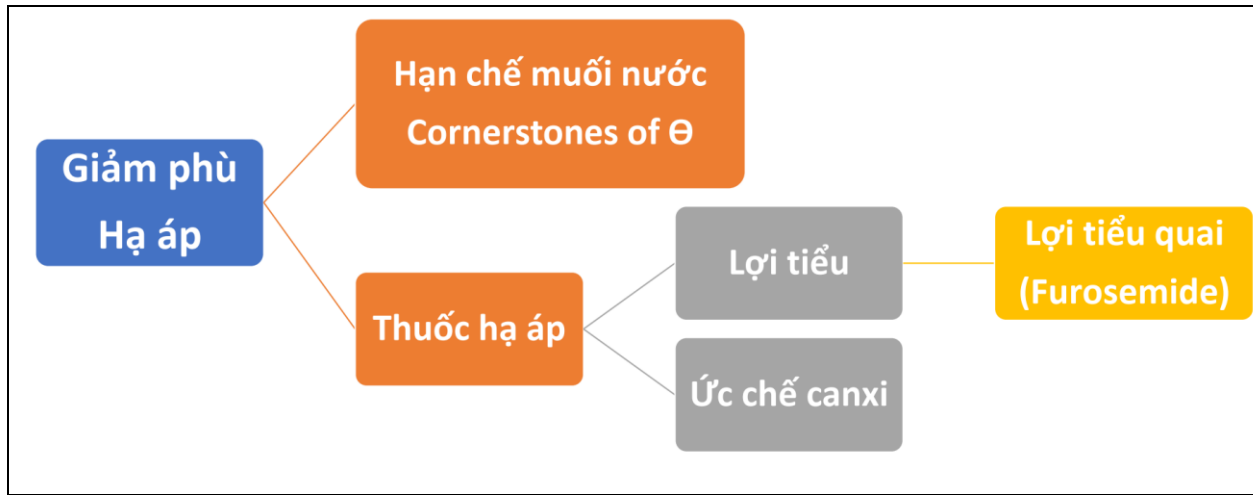 Giảm phù
Hạ áp
Hạn chế muối nước
Cornerstones of Ө
Thuốc hạ áp
Lợi tiểu
Ức chế canxi
Lợi tiểu quai
(Furosemide)